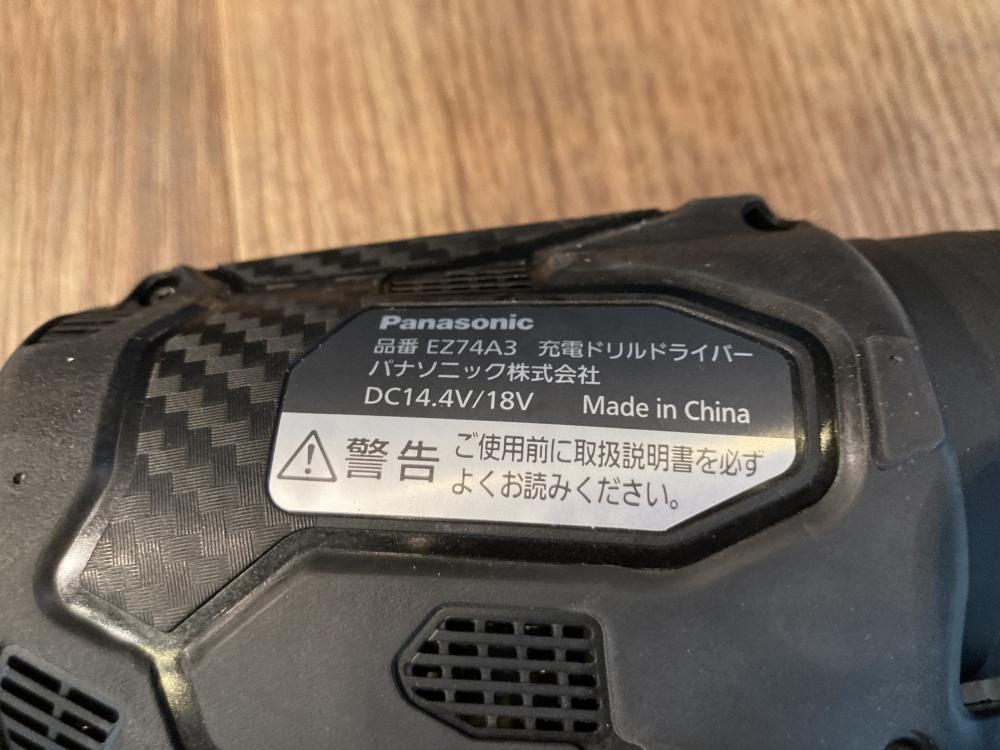 Panasonic
品番 EZ74A3 充電ドリルドライバー
パナソニック株式会社
DC14.4V/18V Made in China
警告 ご使用前に取扱説明書を必ず
よくお読みください。